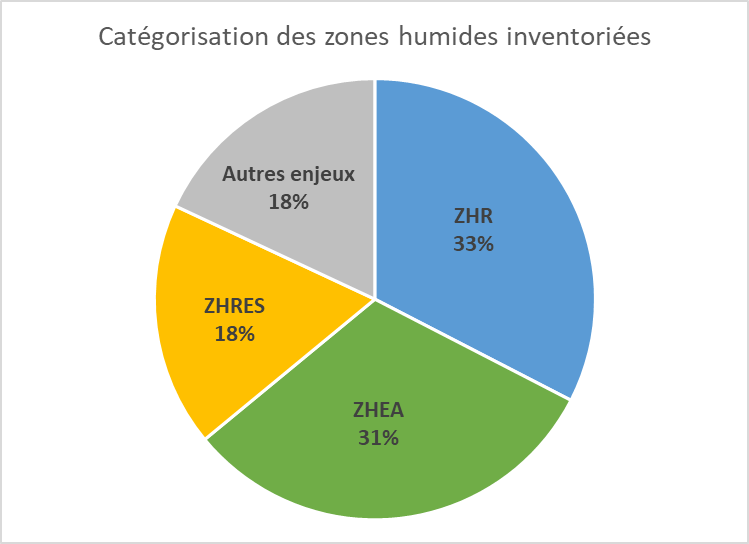 Catégorisation des zones humides inventoriées
Autres enjeux
18%
ZHR
33%
ZHRES
18%
ZHEA
31%